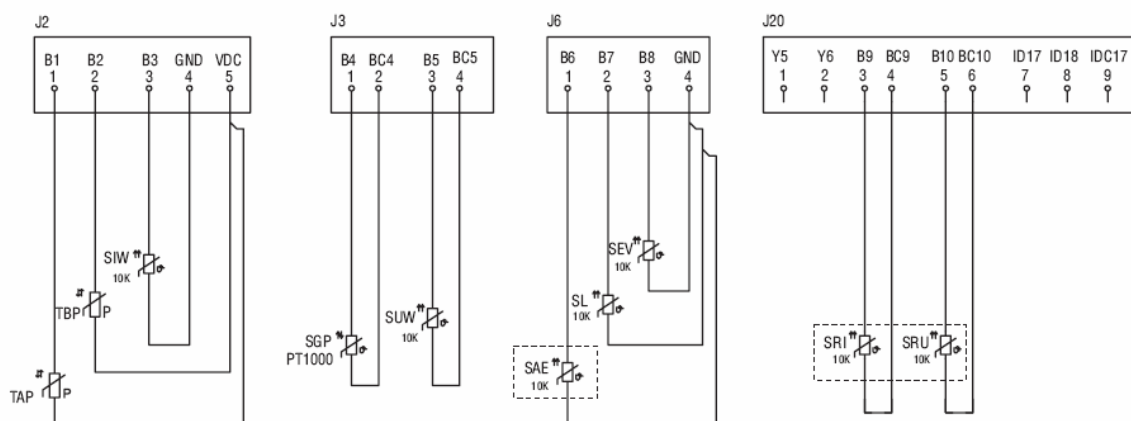 J2
B1 B2 B3 GND VDC
1 2 3 4 5
SIW
10K
TBP P
TAP P
J3
B4 BC4 B5 BC5
1 2 3 4
SUW
10K
SGP
PT1000
J6
B6 B7 B8 GND
1 2 3 4
SEV
10K
SL
10K
SAE
10K
J20
Y5 Y6 B9 BC9 B10 BC10 ID17 ID18 IDC17
1 2 3 4 5 6 7 8 9
SRI SRU
10K 10K